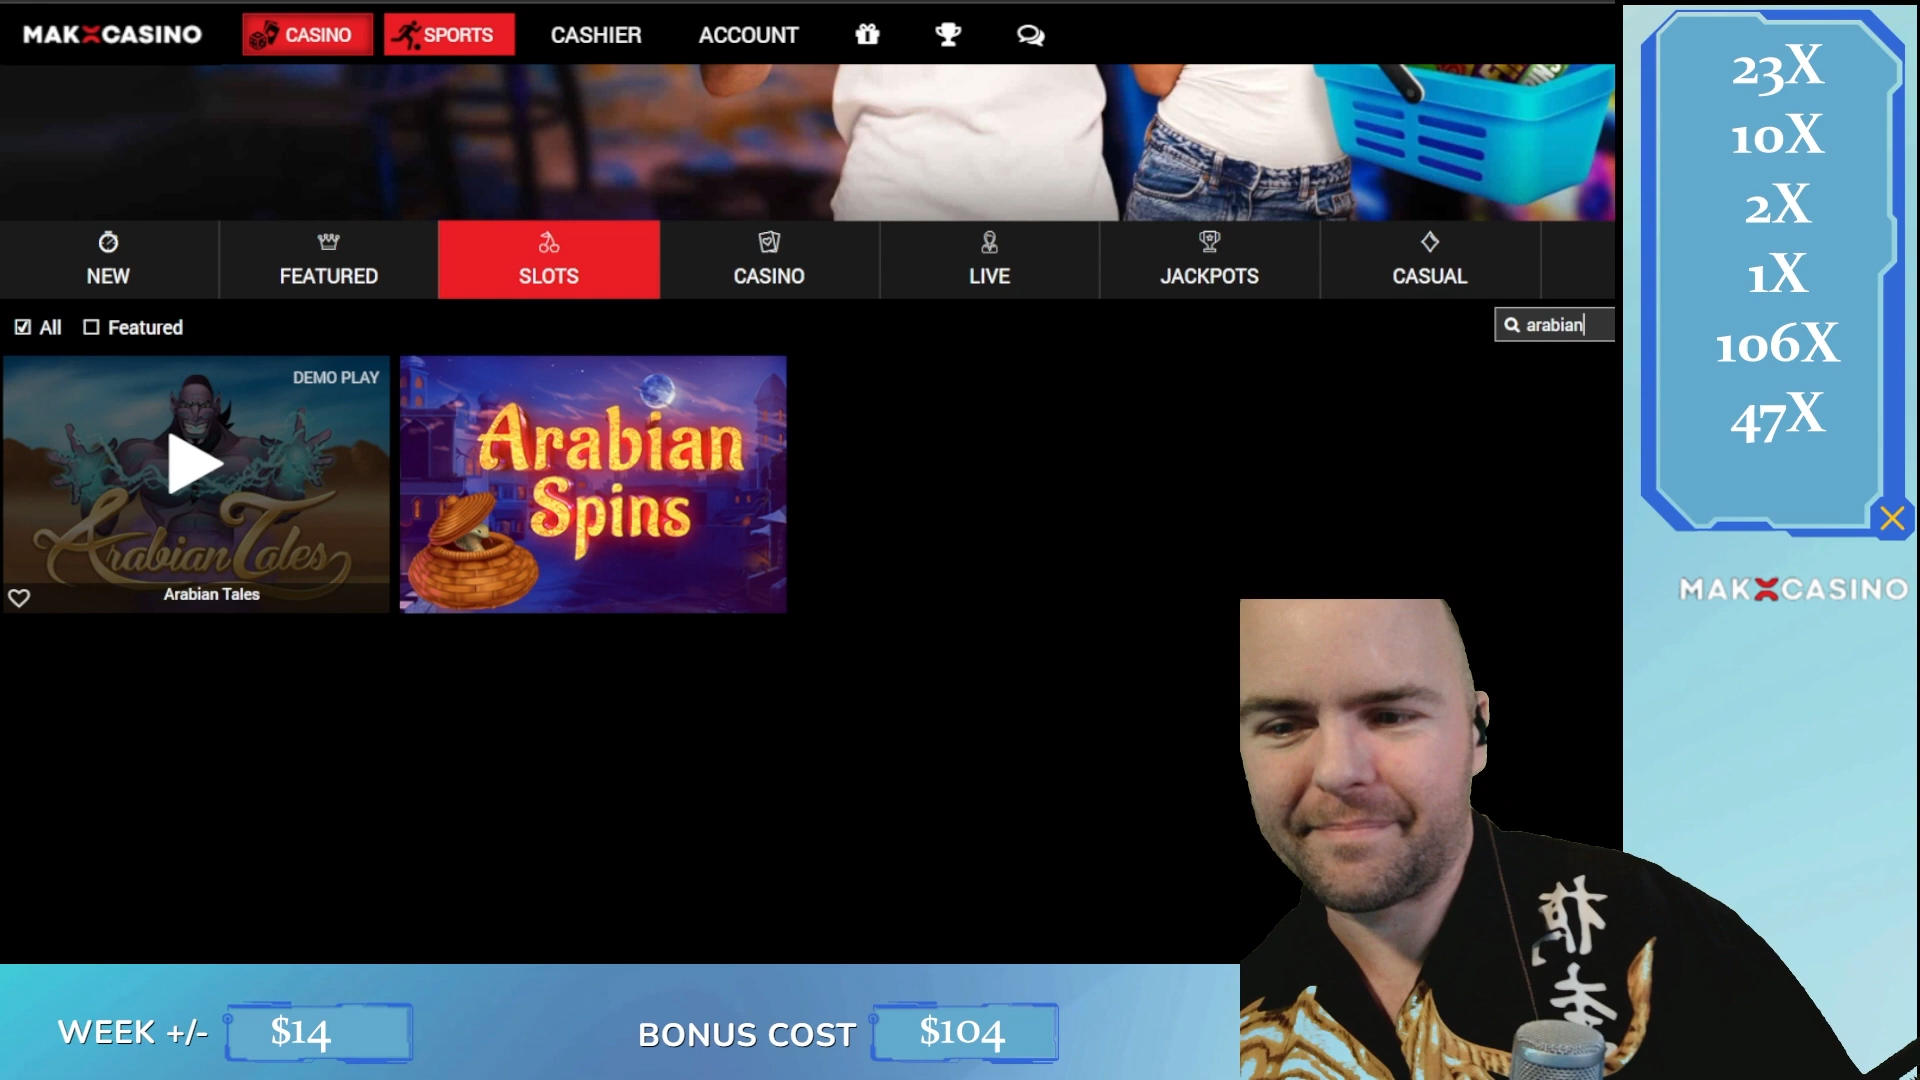 MAKXCASINO
CASINO
SPORTS
CASHIER
ACCOUNT
NEW
FEATURED
SLOTS
CASINO
LIVE
JACKPOTS
CASUAL
All
Featured
arabian
DEMO PLAY
Arabian Tales
Arabian Tales
Arabian
Spins
23X
10X
2X
1X
106X
47X
MAKXCASINO
WEEK +/-
$14
BONUS COST
$104